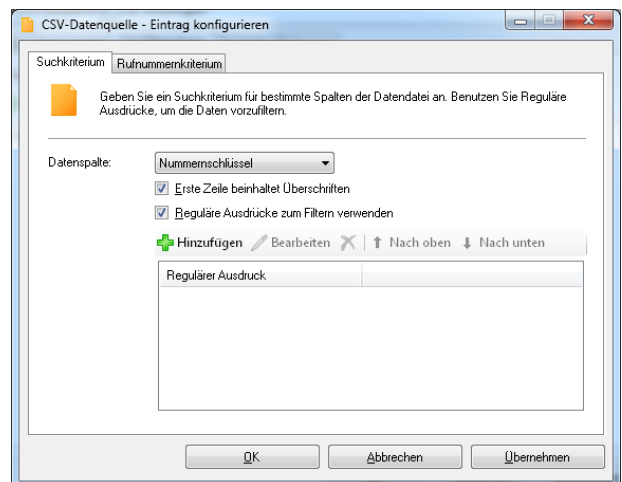 CSV-Datenquelle - Eintrag konfigurieren
Suchkriterium Rufnummernkriterium
Geben Sie ein Suchkriterium für bestimmte Spalten der Datendatei an. Benutzen Sie Reguläre
Ausdrücke, um die Daten vorzufiltern.
Datenspalte: Nummernschlüssel
Erste Zeile beinhaltet Überschriften
Reguläre Ausdrücke zum Filtern verwenden
Hinzufügen Bearbeiten Nach oben Nach unten
Regulärer Ausdruck
OK Abbrechen Übernehmen